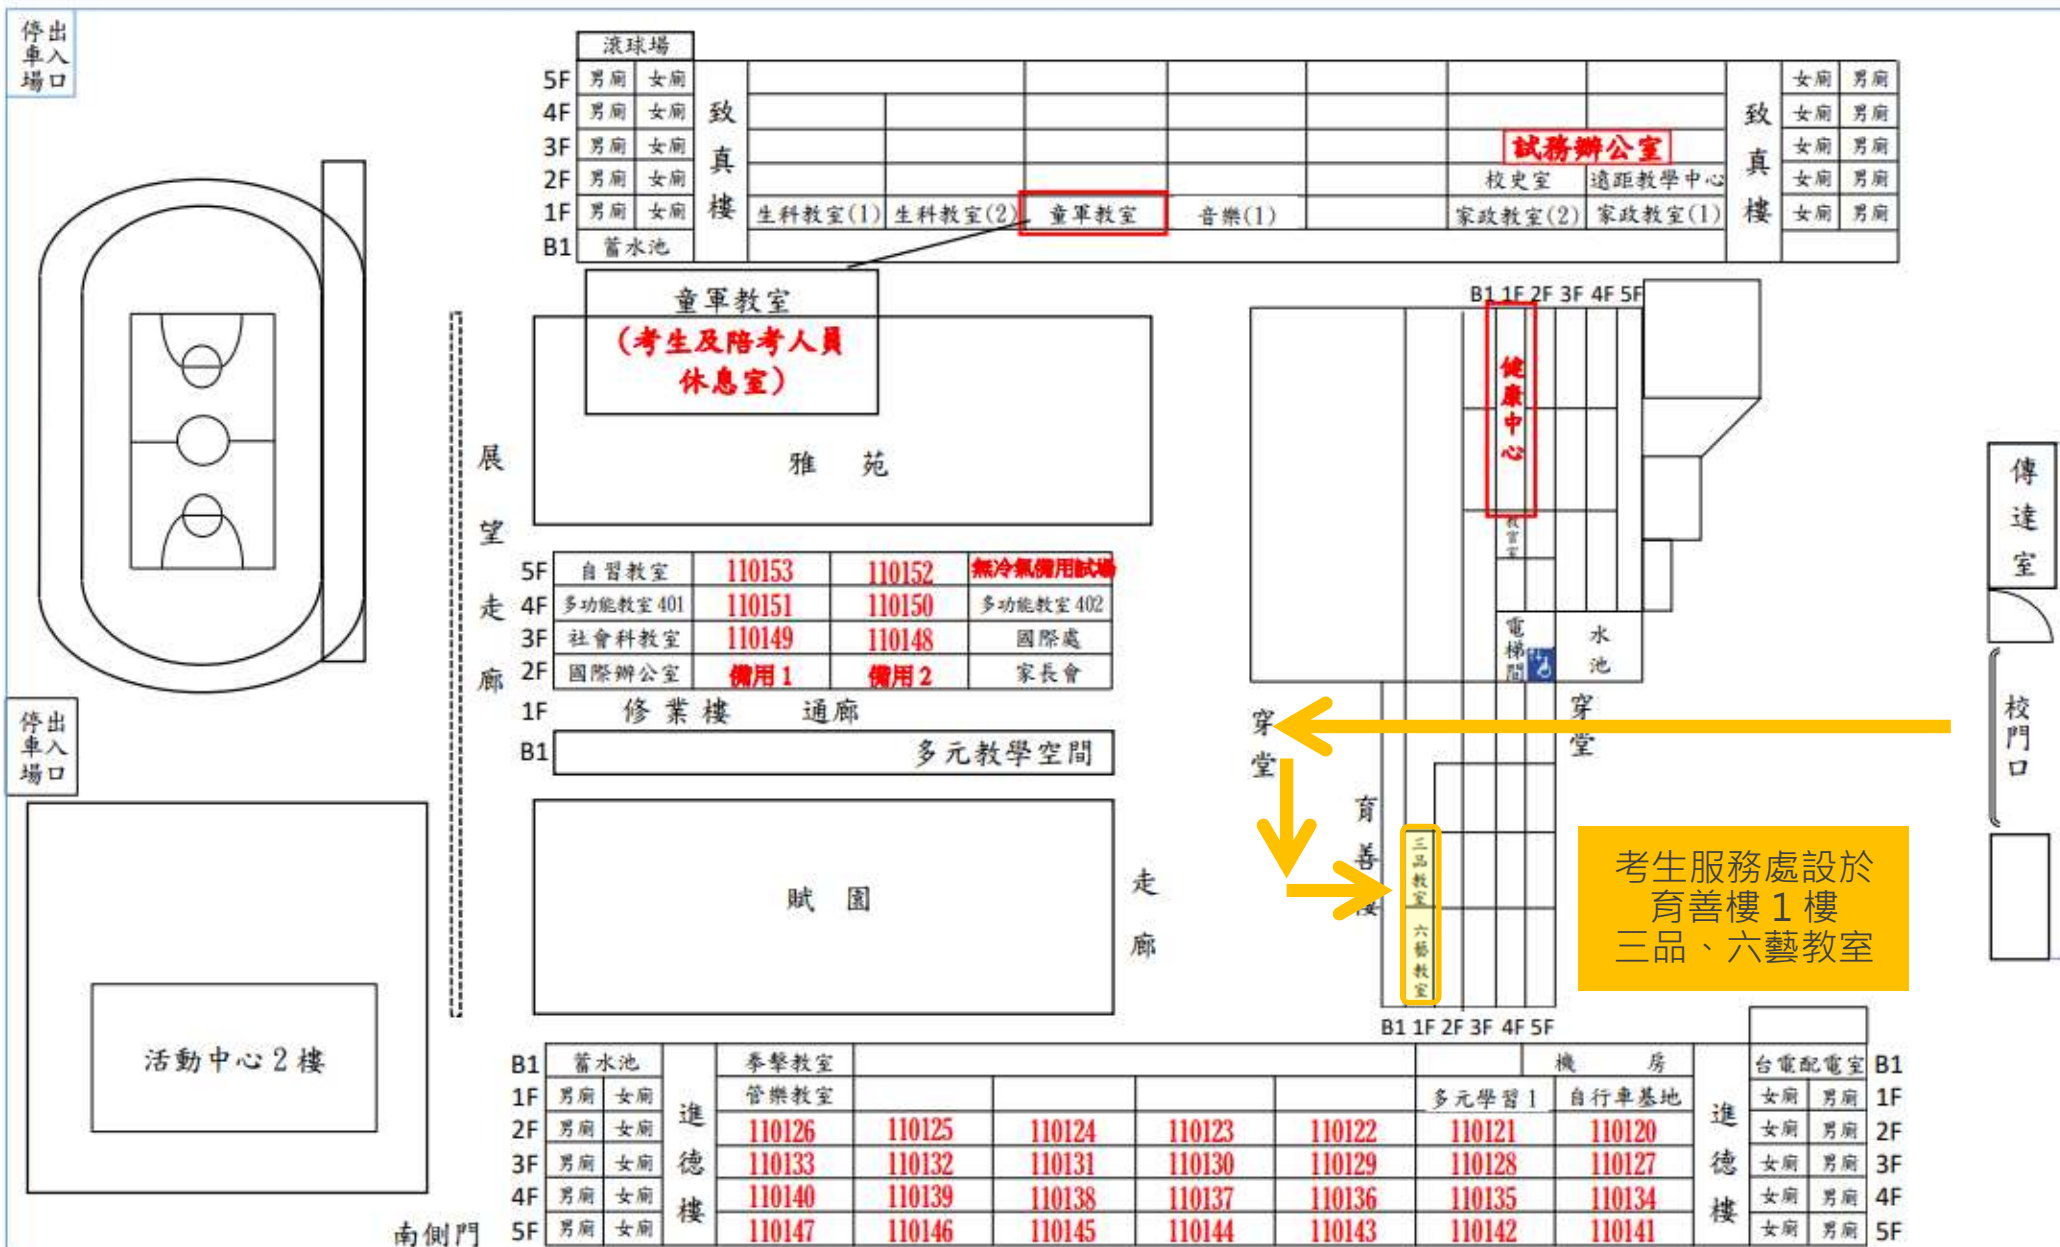 停車場
出入口
滾球場
5F 男廁 女廁 女廁 男廁
4F 男廁 女廁 女廁 男廁
3F 男廁 女廁 試務辦公室 女廁 男廁
2F 男廁 女廁 校史室 遠距教學中心 女廁 男廁
1F 男廁 女廁 生科教室(1) 生科教室(2) 童軍教室 音樂(1) 家政教室(2) 家政教室(1) 女廁 男廁
B1 蓄水池
致真樓
致真樓
童軍教室
(考生及陪考人員
休息室)
雅 苑
展望走廊
B1 1F 2F 3F 4F 5F
健康中心
教官室
電梯間
水池
傳達室
5F 自習教室 110153 110152 無冷氣備用試場
4F 多功能教室401 110151 110150 多功能教室402
3F 社會科教室 110149 110148 國際處
2F 國際辦公室 備用1 備用2 家長會
1F 修業樓 通廊
B1 多元教學空間
停車場
出入口
穿堂
穿堂
校門口
育善樓
三品教室
六藝教室
考生服務處設於
育善樓1樓
三品、六藝教室
賦 園
走廊
B1 1F 2F 3F 4F 5F
活動中心2樓
B1 蓄水池 拳擊教室 機 房 台電配電室 B1
1F 男廁 女廁 管樂教室 多元學習1 自行車基地 女廁 男廁 1F
2F 男廁 女廁 110126 110125 110124 110123 110122 110121 110120 女廁 男廁 2F
3F 男廁 女廁 110133 110132 110131 110130 110129 110128 110127 女廁 男廁 3F
4F 男廁 女廁 110140 110139 110138 110137 110136 110135 110134 女廁 男廁 4F
5F 男廁 女廁 110147 110146 110145 110144 110143 110142 110141 女廁 男廁 5F
進德樓
進德樓
南側門